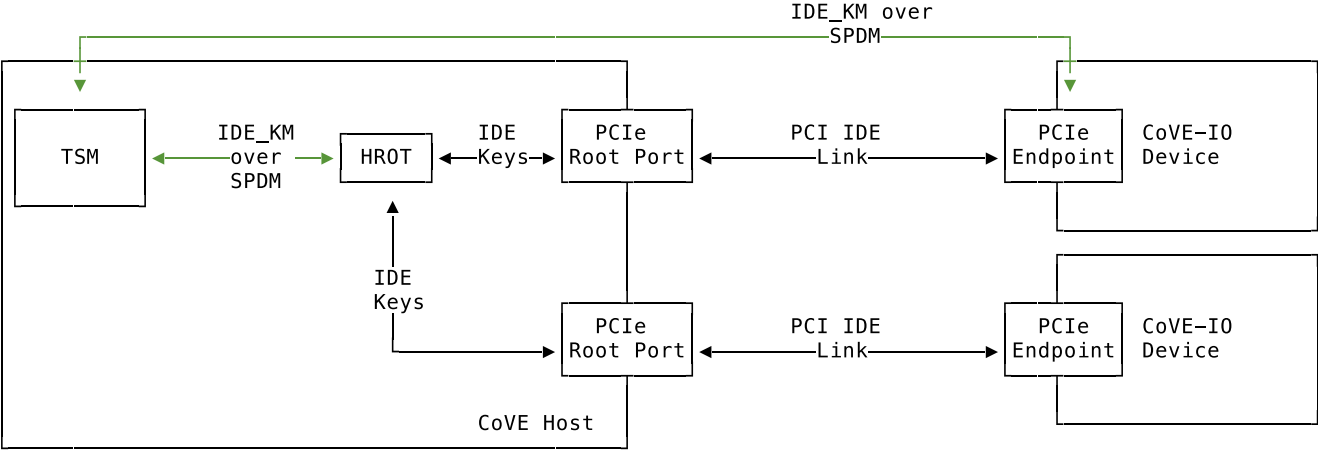 IDE_KM over
SPDM
TSM
IDE_KM
over
SPDM
HROT
IDE
Keys
PCIe
Root Port
PCI IDE
Link
PCIe
Endpoint
CoVE-IO
Device
IDE
Keys
PCIe
Root Port
PCI IDE
Link
PCIe
Endpoint
CoVE-IO
Device
CoVE Host